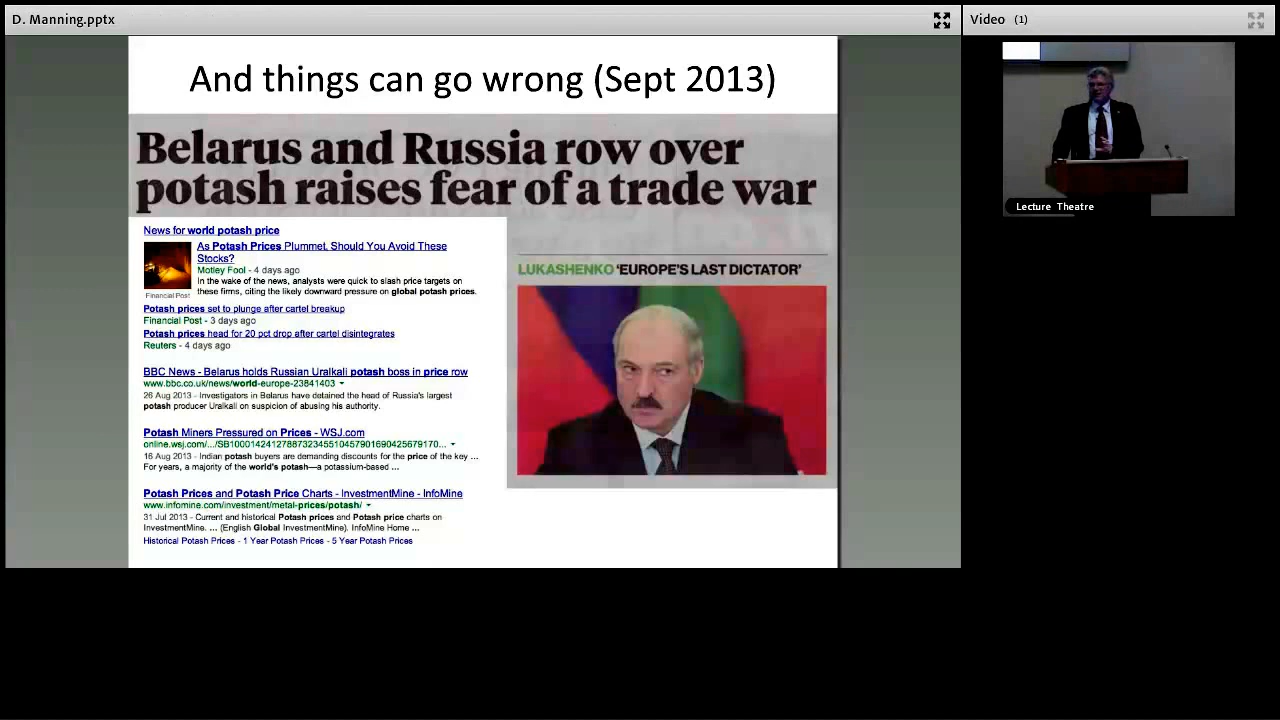 D. Manning.pptx
Video (1)
And things can go wrong (Sept 2013)
Belarus and Russia row over
potash raises fear of a trade war
News for world potash price
As Potash Prices Plummet, Should You Avoid These
Stocks?
Motley Fool - 4 days ago
In the wake of the news, analysts were quick to slash price targets on
these firms, citing the likely downward pressure on global potash prices.
Financial Post
Potash prices set to plunge after cartel breakup
Financial Post - 3 days ago
Potash prices head for 20 pct drop after cartel disintegrates
Reuters - 4 days ago
BBC News - Belarus holds Russian Uralkali potash boss in price row
www.bbc.co.uk/news/world-europe-23841403
26 Aug 2013 - Investigators in Belarus have detained the head of Russia's largest
potash producer Uralkali on suspicion of abusing his authority.
Potash Miners Pressured on Prices - WSJ.com
online.wsj.com/.../SB10001424127887323455104579016904256791​70...
16 Aug 2013 - Indian potash buyers are demanding discounts for the price of the key ...
For years, a majority of the world's potash—a potassium-based ...
Potash Prices and Potash Price Charts - InvestmentMine - InfoMine
www.infomine.com/investment/metal-prices/potash/
31 Jul 2013 - Current and historical Potash prices and Potash price charts on
InvestmentMine. ... (English Global InvestmentMine). InfoMine Home ...
Historical Potash Prices - 1 Year Potash Prices - 5 Year Potash Prices
LUKASHENKO 'EUROPE'S LAST DICTATOR'
Lecture Theatre